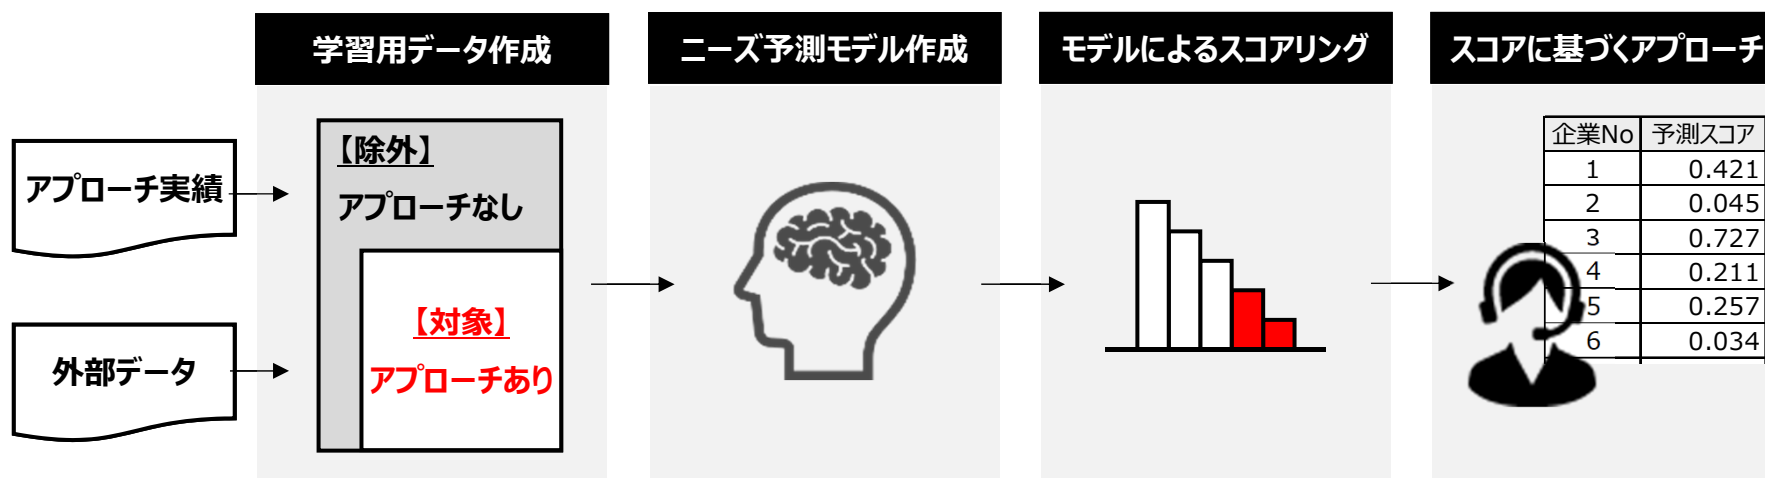 学習用データ作成
ニーズ予測モデル作成
モデルによるスコアリング
スコアに基づくアプローチ
アプローチ実績
外部データ
【除外】
アプローチなし
【対象】
アプローチあり
企業No 予測スコア
1 0.421
2 0.045
3 0.727
4 0.211
5 0.257
6 0.034